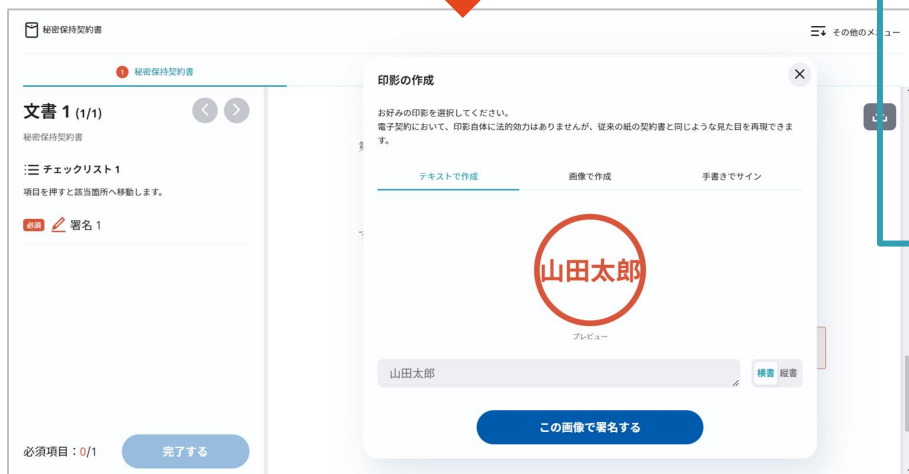 秘密保持契約書
その他のメニュー
1 秘密保持契約書
文書 1 (1/1)
秘密保持契約書
チェックリスト 1
項目を押すと該当箇所へ移動します。
必須 署名 1
必須項目：0/1
完了する
印影の作成
お好みの印影を選択してください。
電子契約において、印影自体に法的効力はありませんが、従来の紙の契約書と同じような見た目を再現できま
す。
テキストで作成 画像で作成 手書きでサイン
山田太郎
プレビュー
山田太郎
横書 縦書
この画像で署名する